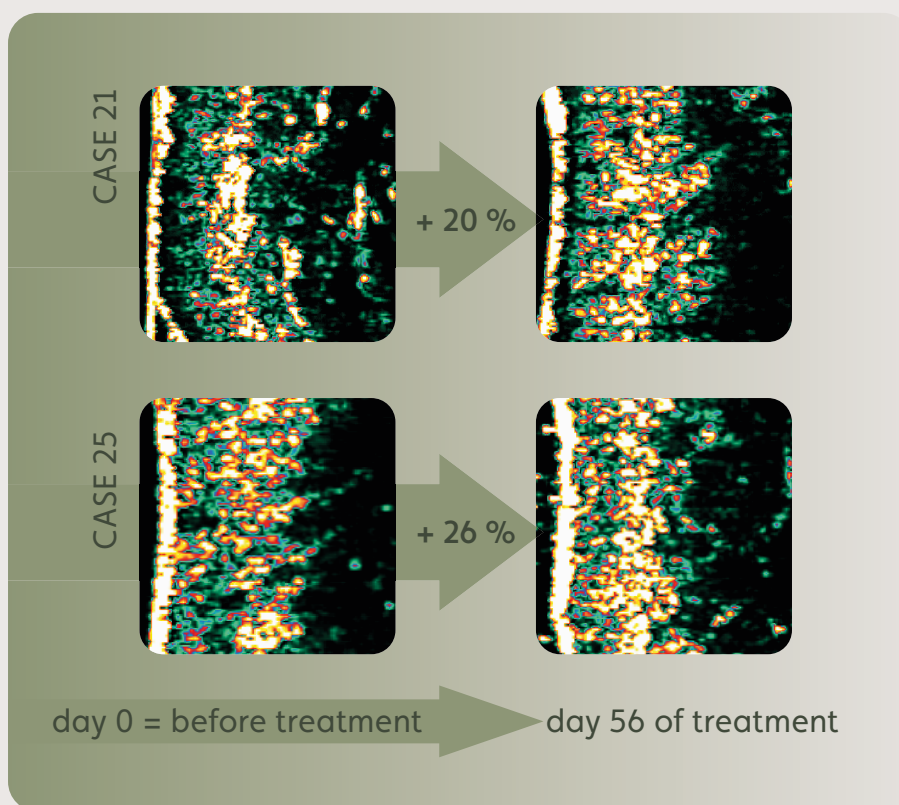 CASE 21
+ 20 %
CASE 25
+ 26 %
day 0 = before treatment
day 56 of treatment